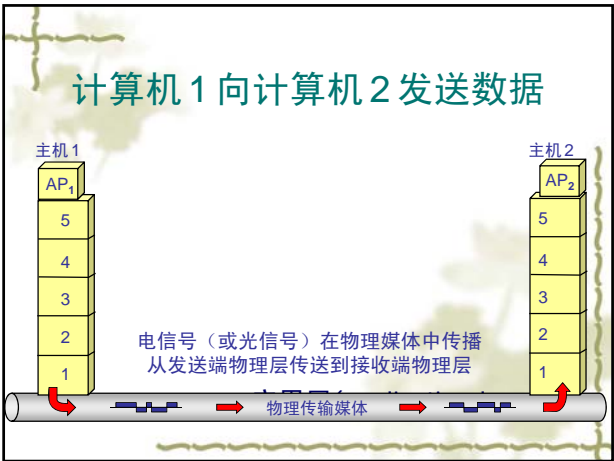 计算机1向计算机2发送数据
主机1
主机2
AP1
AP2
5
5
4
4
3
3
2
2
电信号（或光信号）在物理媒体中传播
从发送端物理层传送到接收端物理层
1
1
物理传输媒体